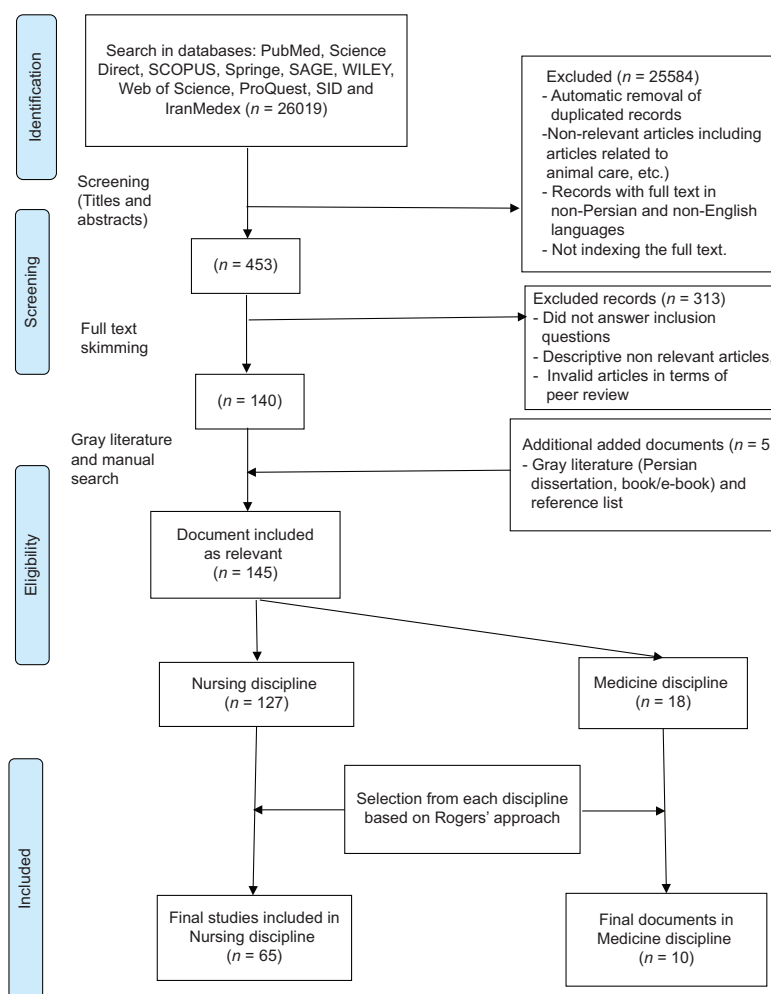 Identification
Search in databases: PubMed, Science
Direct, SCOPUS, Springe, SAGE, WILEY,
Web of Science, ProQuest, SID and
IranMedex (n = 26019)
Excluded (n = 25584)
- Automatic removal of
duplicated records
-Non-relevant articles including
articles related to
animal care, etc.)
- Records with full text in
non-Persian and non-English
languages
- Not indexing the full text.
Screening
(Titles and
abstracts)
Screening
(n = 453)
Excluded records (n = 313)
- Did not answer inclusion
questions
- Descriptive non relevant articles,
- Invalid articles in terms of
peer review
Full text
skimming
(n = 140)
Gray literature
and manual
search
Additional added documents (n = 5
- Gray literature (Persian
dissertation, book/e-book) and
reference list
Eligibility
Document included
as relevant
(n = 145)
Nursing discipline
(n = 127)
Medicine discipline
(n = 18)
Included
Selection from each discipline
based on Rogers' approach
Final studies included in
Nursing discipline
(n = 65)
Final documents in
Medicine discipline
(n = 10)